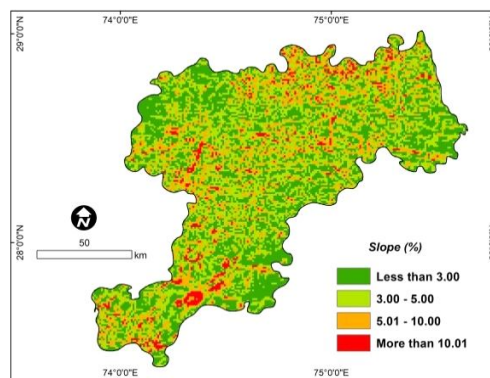 74°0'0"E 75°0'0"E
29°0'0"N
28°0'0"N
N
50
km
Slope (%)
Less than 3.00
3.00 - 5.00
5.01 - 10.00
More than 10.01
74°0'0"E 75°0'0"E